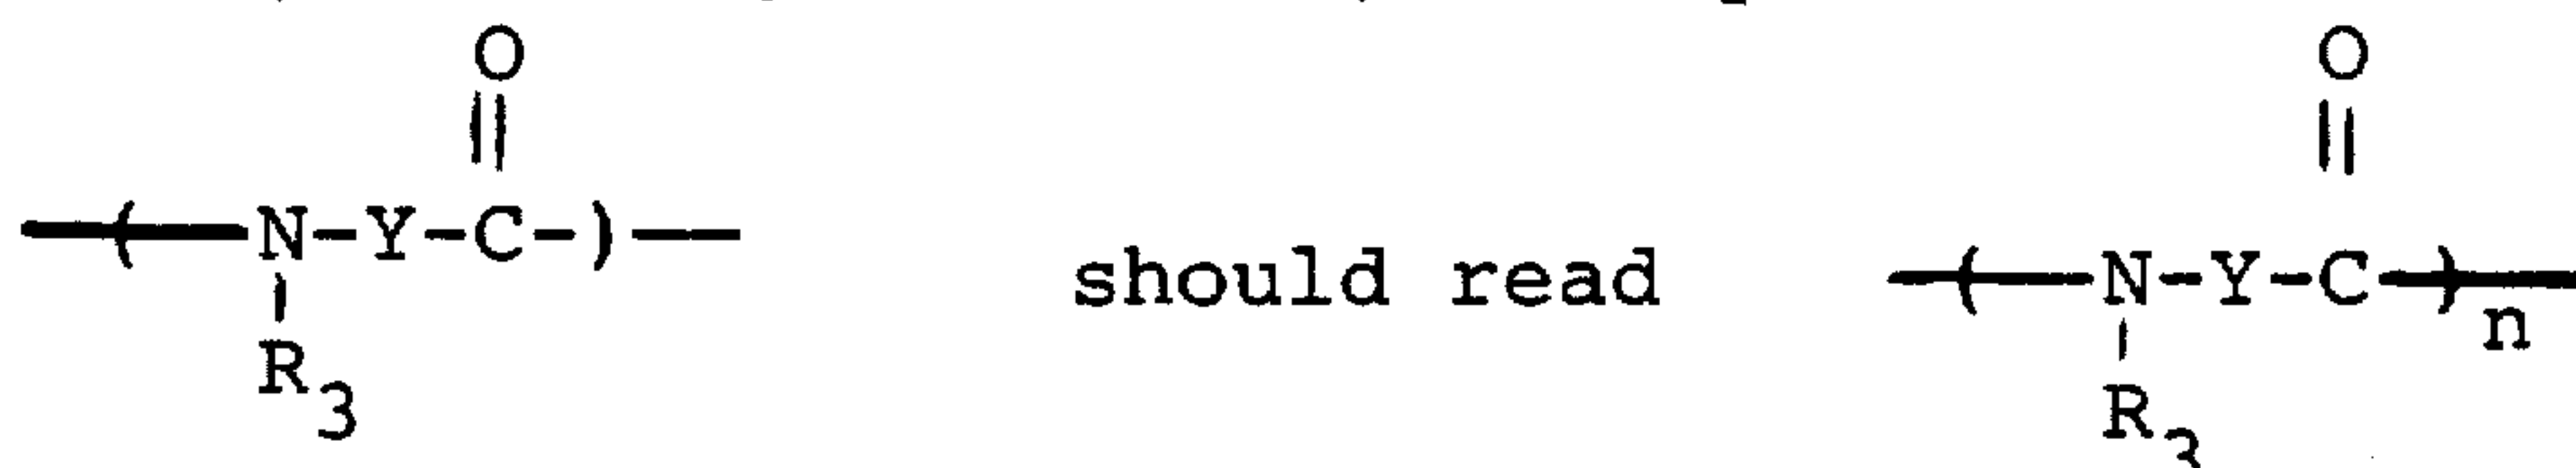 O O
|| ||
—(—N-Y-C-)— should read —(—N-Y-C—)—n
| |
R3 R3